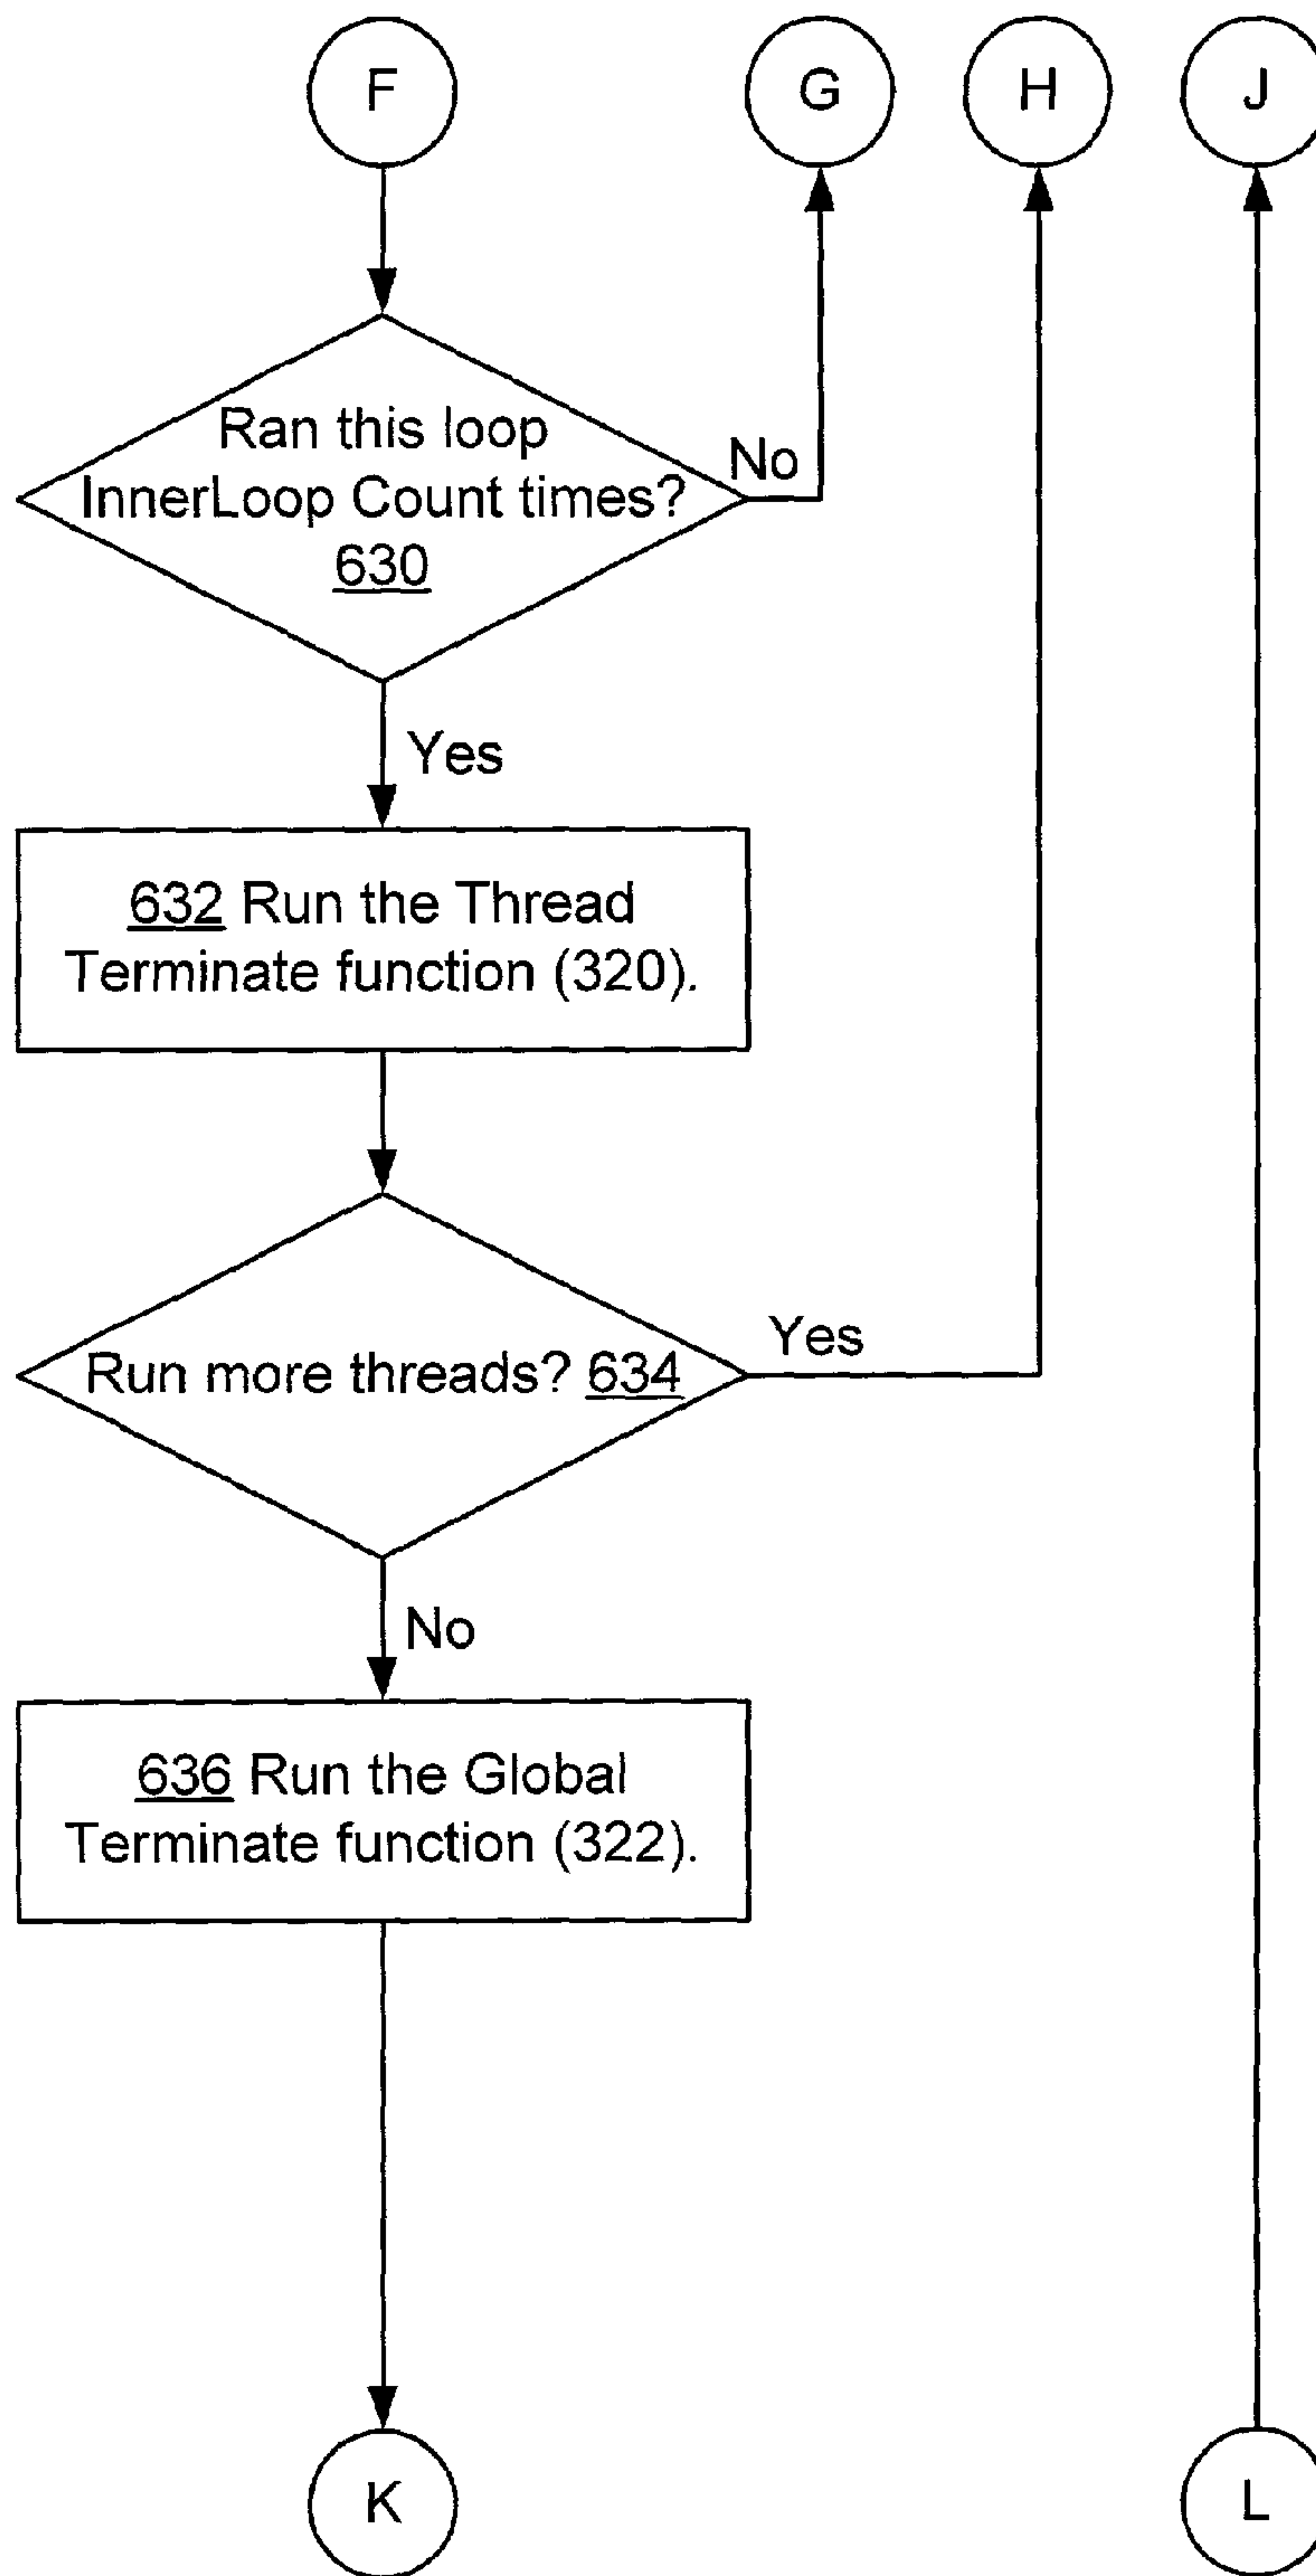 F
G
H
J
Ran this loop
InnerLoop Count times?
630
No
Yes
632 Run the Thread
Terminate function (320).
Run more threads? 634
Yes
No
636 Run the Global
Terminate function (322).
K
L